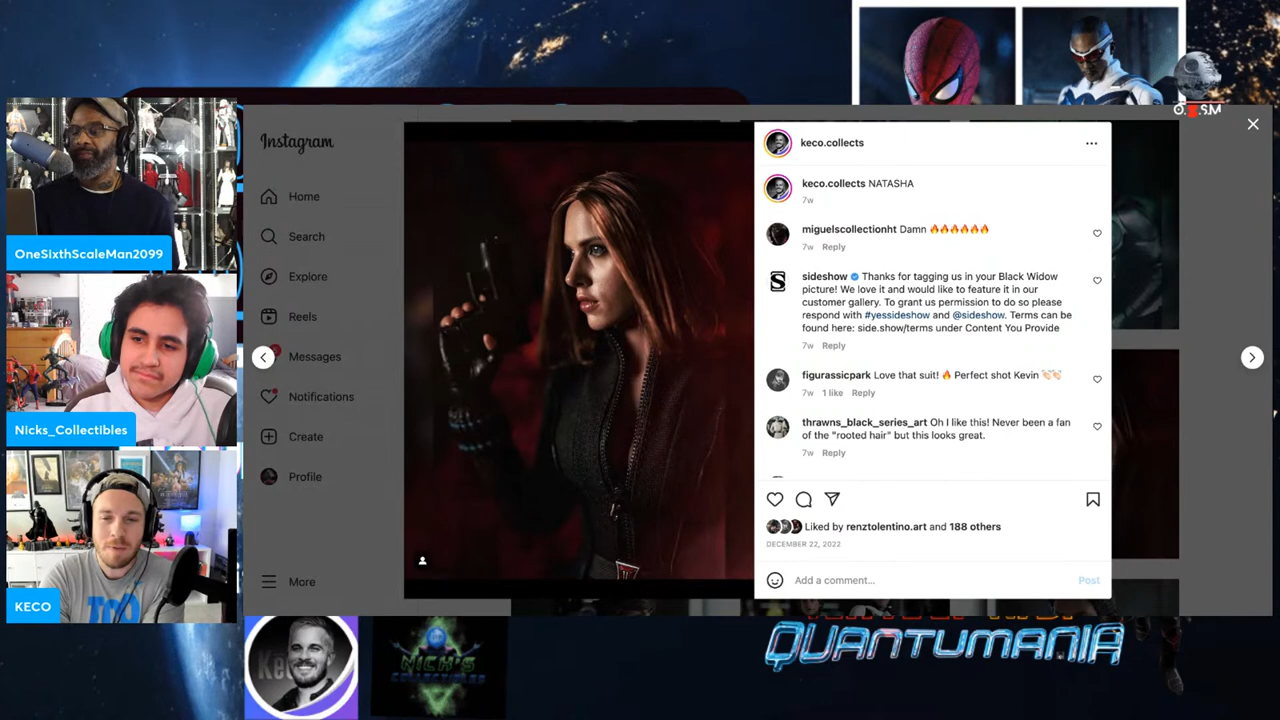 O.S.M
Instagram
Home
Search
Explore
Reels
Messages
Notifications
Create
Profile
More
OneSixthScaleMan2099
Nicks_Collectibles
KECO
keco.collects
keco.collects NATASHA
7w
miguelscollectionht Damn 🔥🔥🔥🔥🔥🔥
7w Reply
sideshow Thanks for tagging us in your Black Widow
picture! We love it and would like to feature it in our
customer gallery. To grant us permission to do so please
respond with #yessideshow and @sideshow. Terms can be
found here: side.show/terms under Content You Provide
7w Reply
figurassicpark Love that suit! 🔥 Perfect shot Kevin 👏🏻👏🏻
7w 1 like Reply
thrawns_black_series_art Oh I like this! Never been a fan
of the "rooted hair" but this looks great.
7w Reply
Liked by renztolentino.art and 188 others
DECEMBER 22, 2022
Add a comment...
Post
NICK'S
COLLECTIBLES
QUANTUMANIA